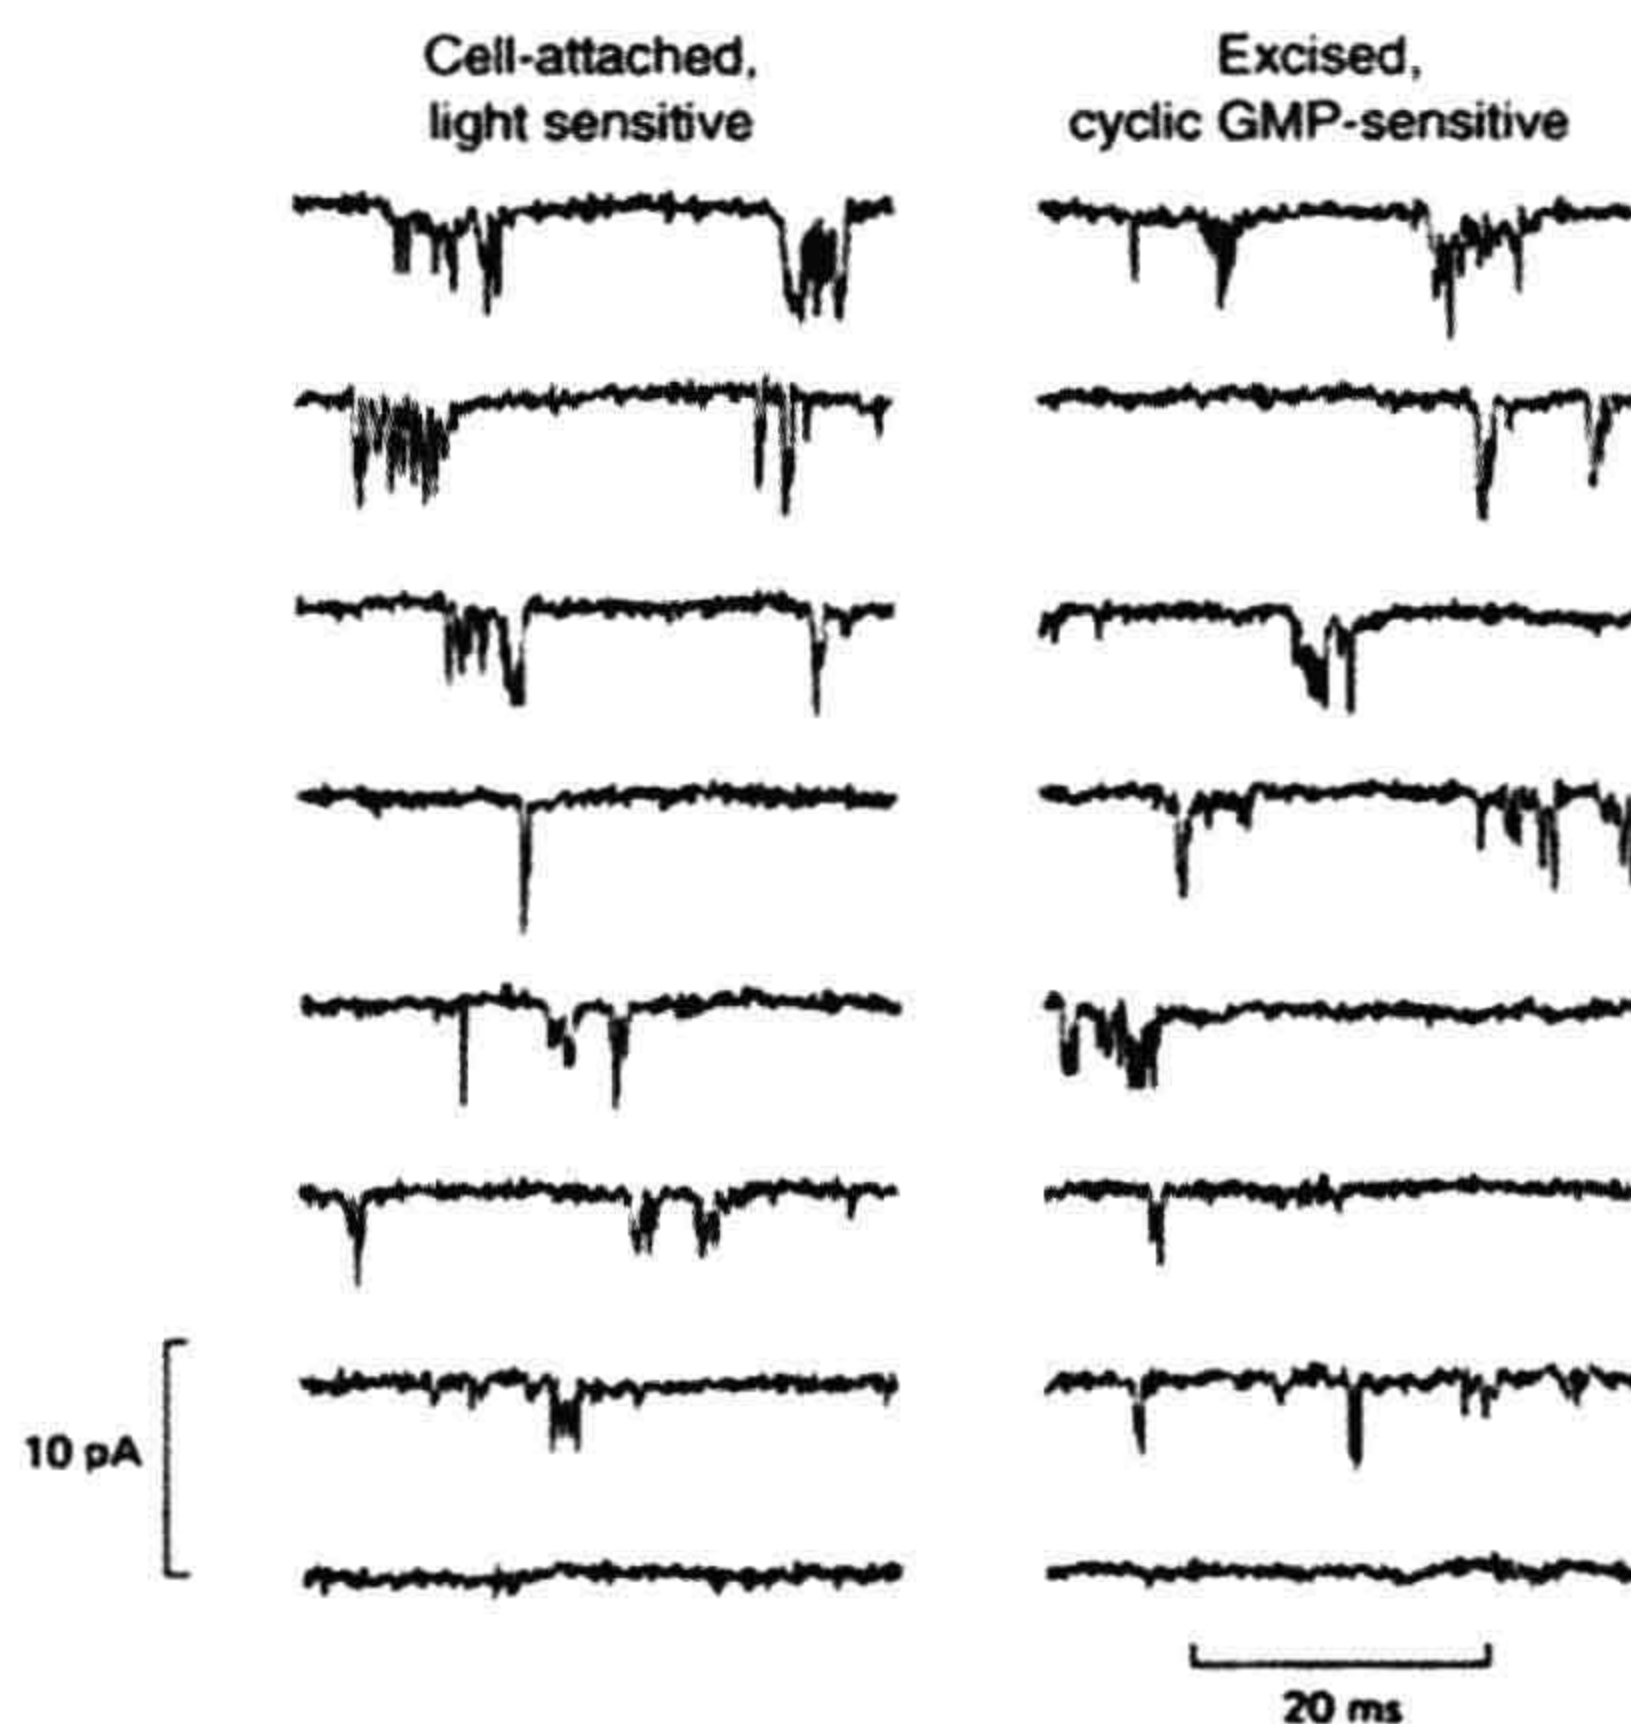 Cell-attached,
light sensitive
Excised,
cyclic GMP-sensitive
10 pA
20 ms